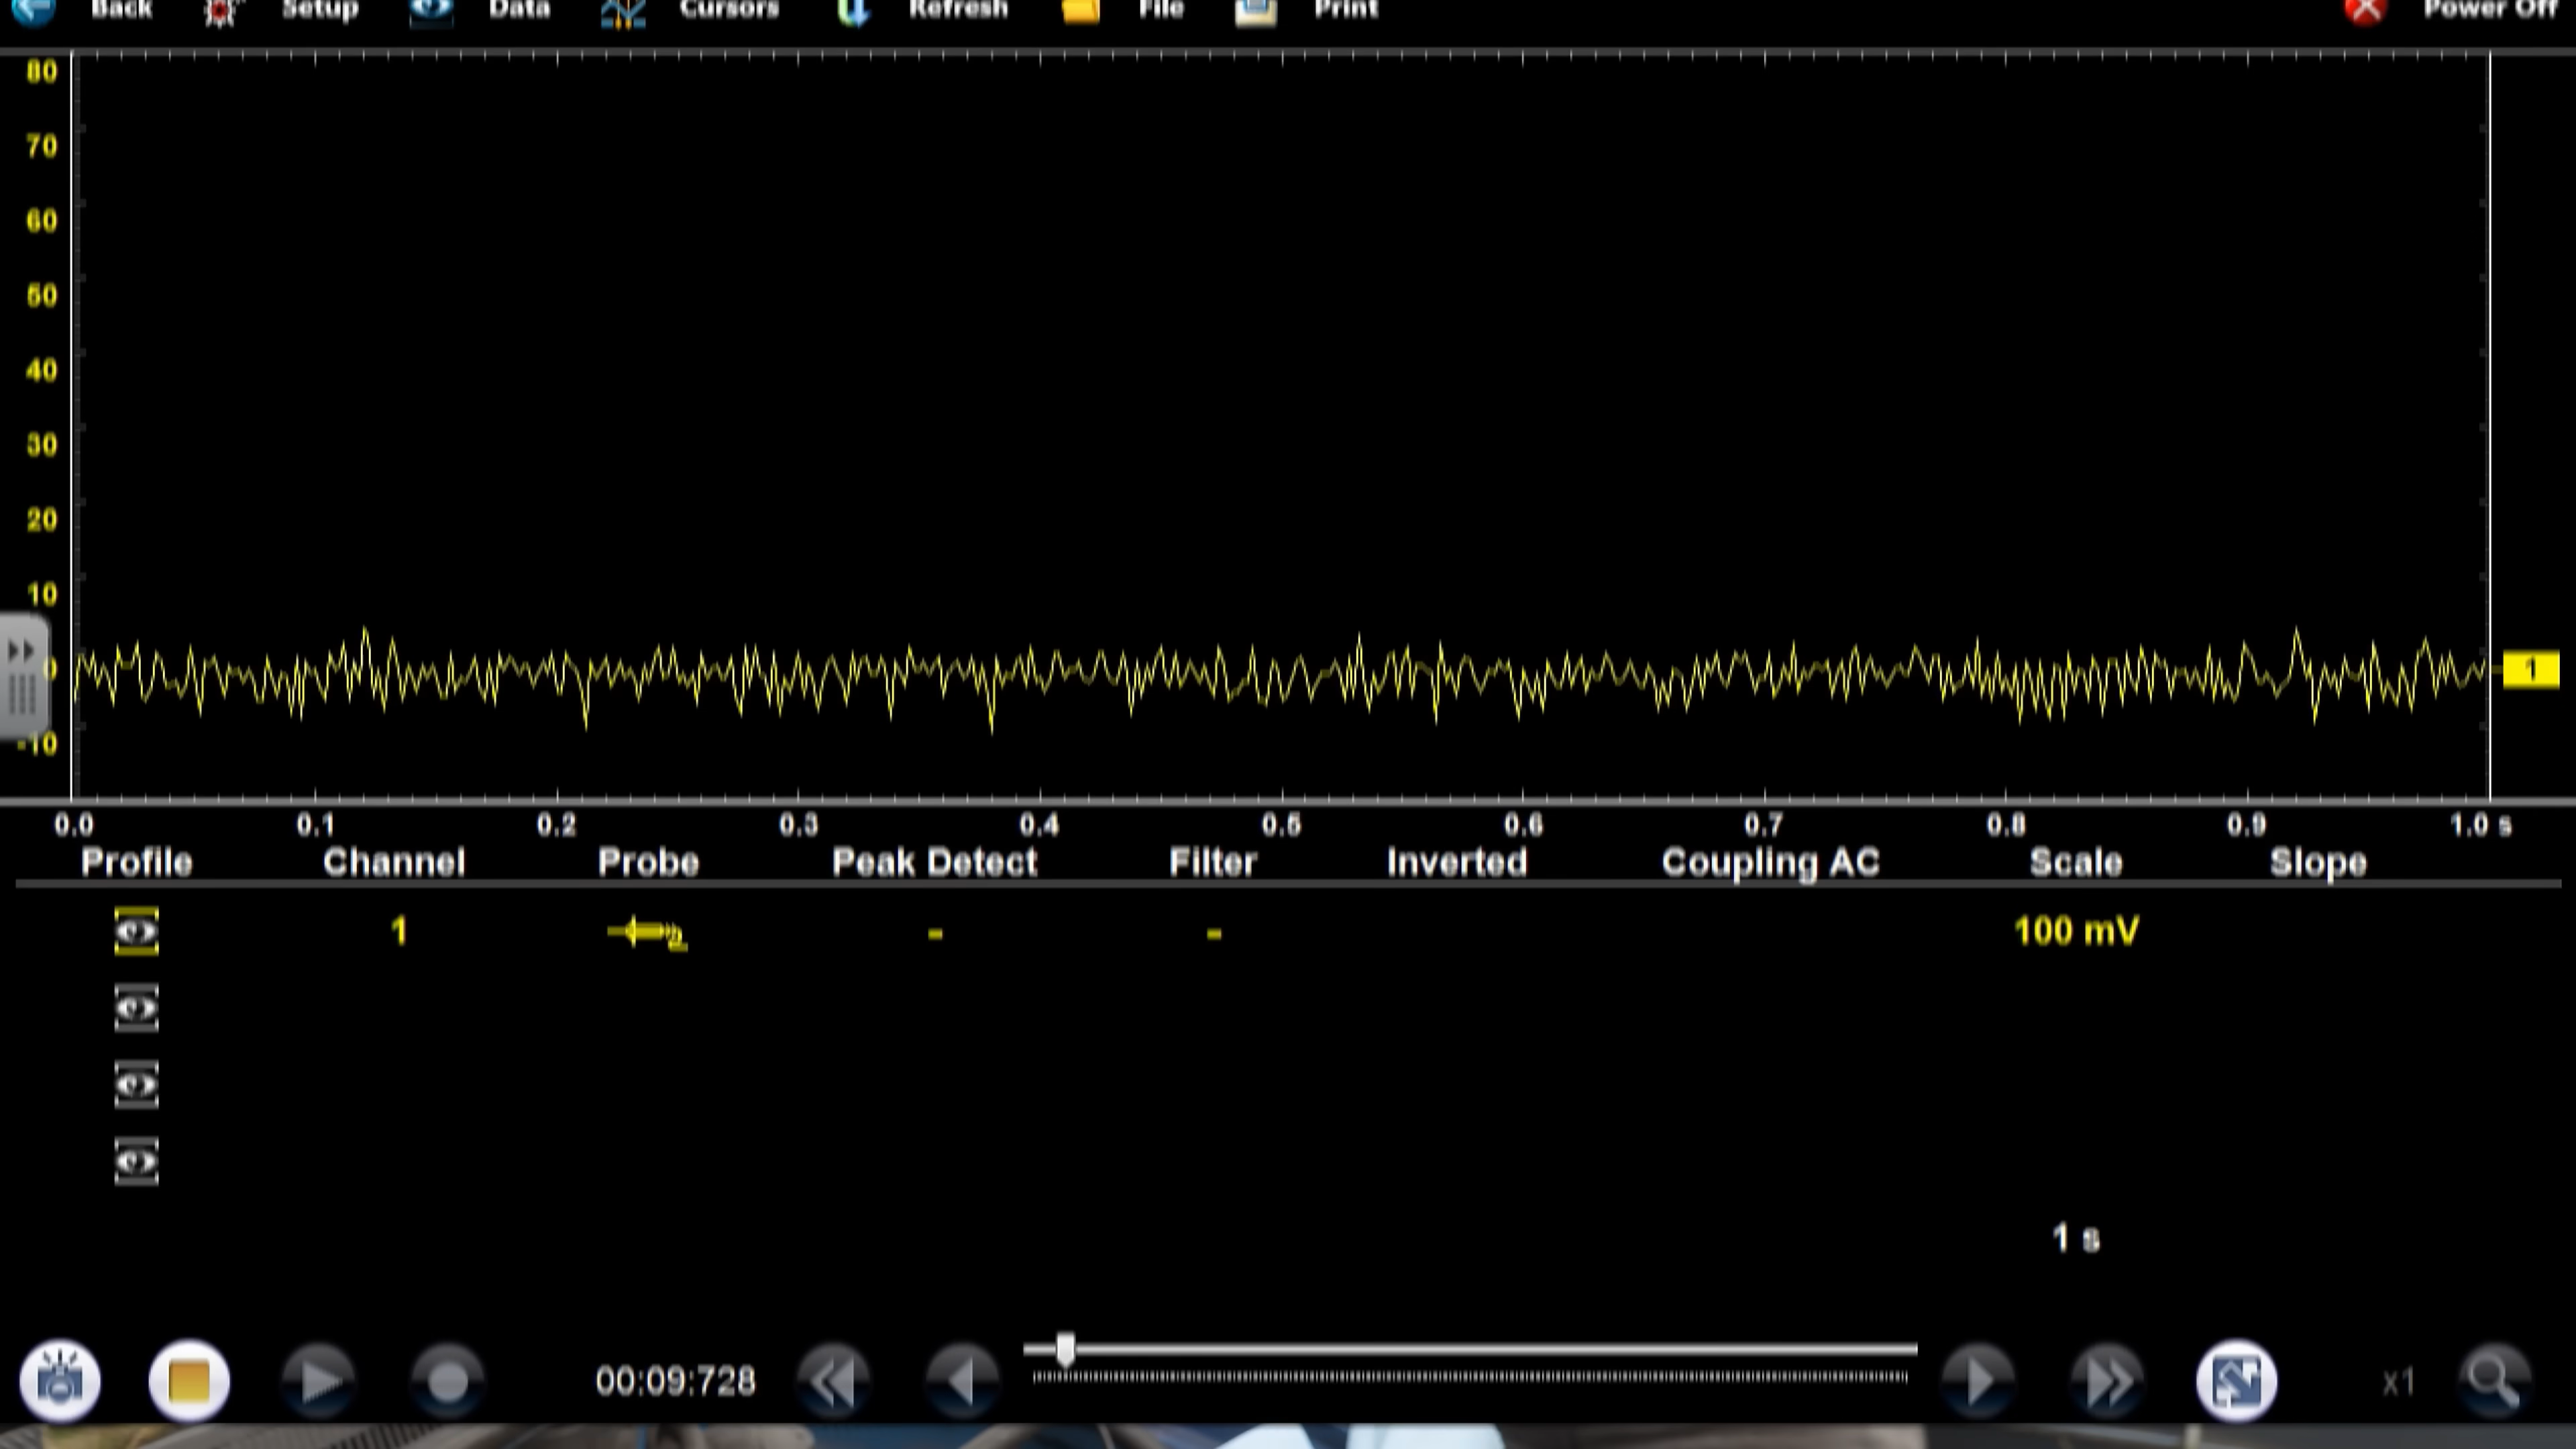 Back Setup Data Cursors Refresh File Print Power Off
80
70
60
50
40
30
20
10
0
-10
1
0.0 0.1 0.2 0.3 0.4 0.5 0.6 0.7 0.8 0.9 1.0 s
Profile Channel Probe Peak Detect Filter Inverted Coupling AC Scale Slope
1 - - 100 mV
1 s
00:09:728 x1